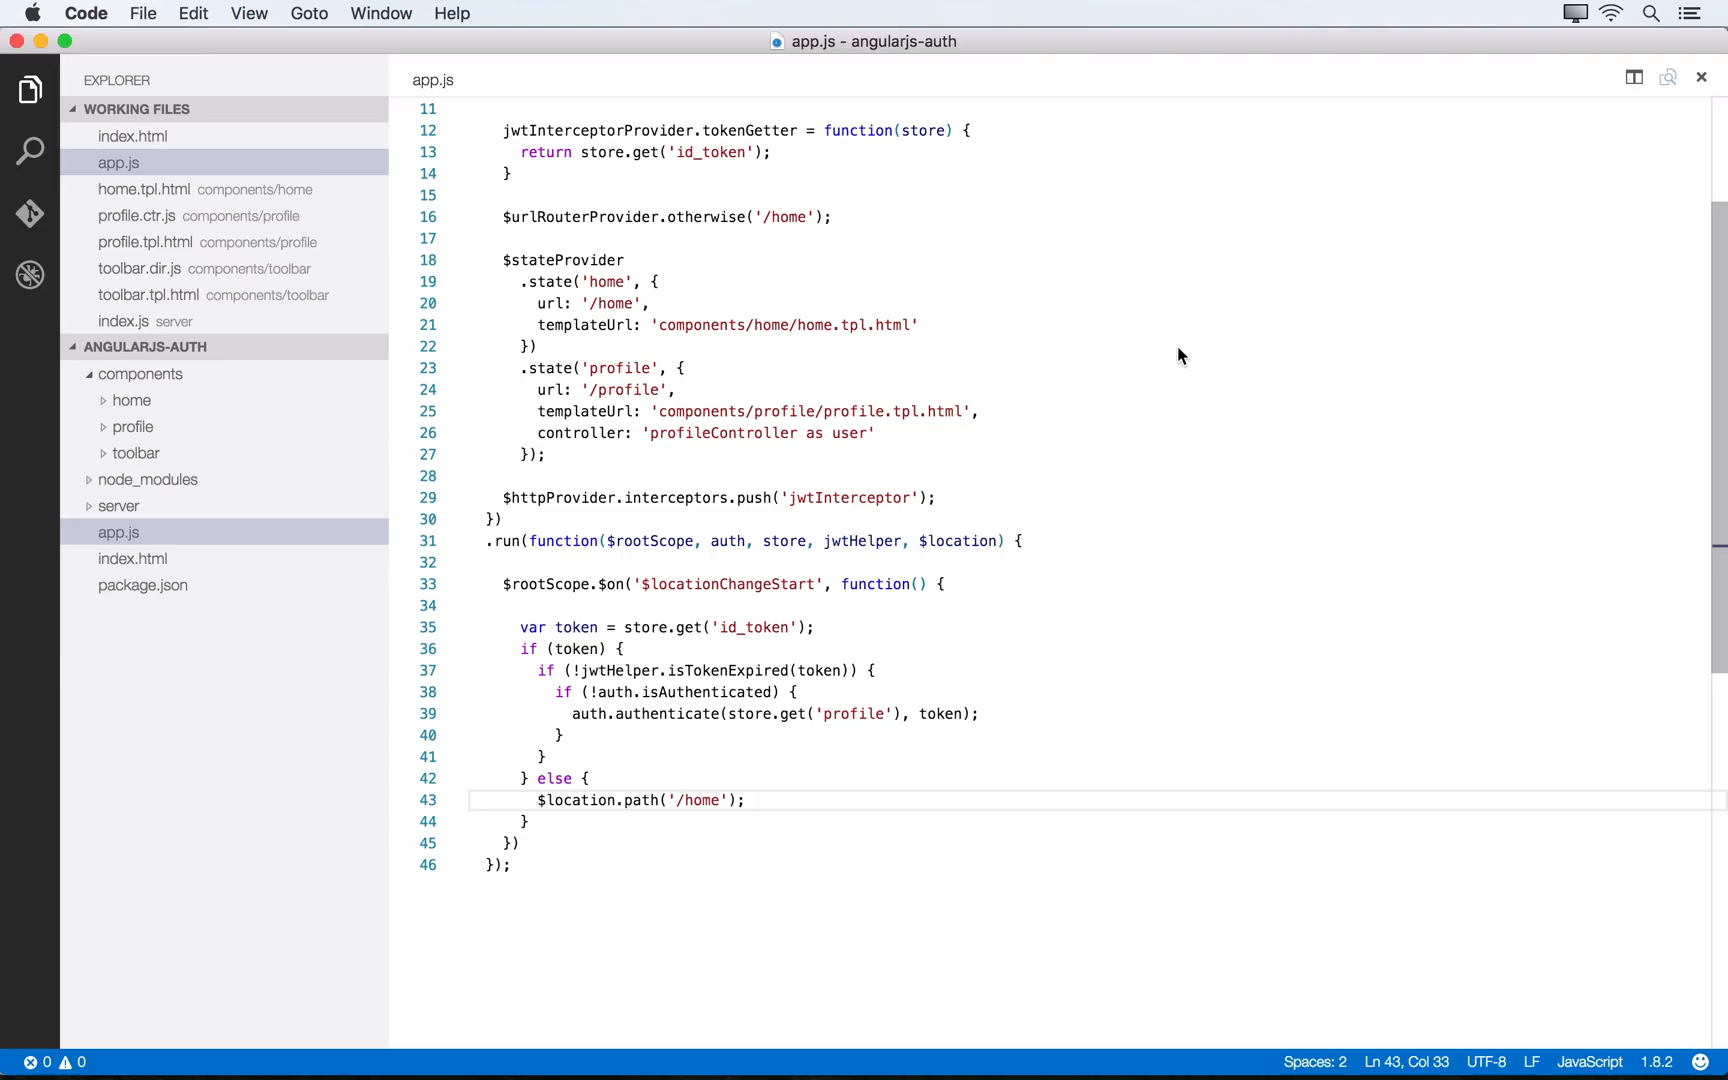 Code File Edit View Goto Window Help
app.js - angularjs-auth
EXPLORER
WORKING FILES
index.html
app.js
home.tpl.html components/home
profile.ctr.js components/profile
profile.tpl.html components/profile
toolbar.dir.js components/toolbar
toolbar.tpl.html components/toolbar
index.js server
ANGULARJS-AUTH
components
home
profile
toolbar
node_modules
server
app.js
index.html
package.json
app.js
11
12 jwtInterceptorProvider.tokenGetter = function(store) {
13 return store.get('id_token');
14 }
15
16 $urlRouterProvider.otherwise('/home');
17
18 $stateProvider
19 .state('home', {
20 url: '/home',
21 templateUrl: 'components/home/home.tpl.html'
22 })
23 .state('profile', {
24 url: '/profile',
25 templateUrl: 'components/profile/profile.tpl.html',
26 controller: 'profileController as user'
27 });
28
29 $httpProvider.interceptors.push('jwtInterceptor');
30 })
31 .run(function($rootScope, auth, store, jwtHelper, $location) {
32
33 $rootScope.$on('$locationChangeStart', function() {
34
35 var token = store.get('id_token');
36 if (token) {
37 if (!jwtHelper.isTokenExpired(token)) {
38 if (!auth.isAuthenticated) {
39 auth.authenticate(store.get('profile'), token);
40 }
41 }
42 } else {
43 $location.path('/home');
44 }
45 })
46 });
0 0 Spaces: 2 Ln 43, Col 33 UTF-8 LF JavaScript 1.8.2